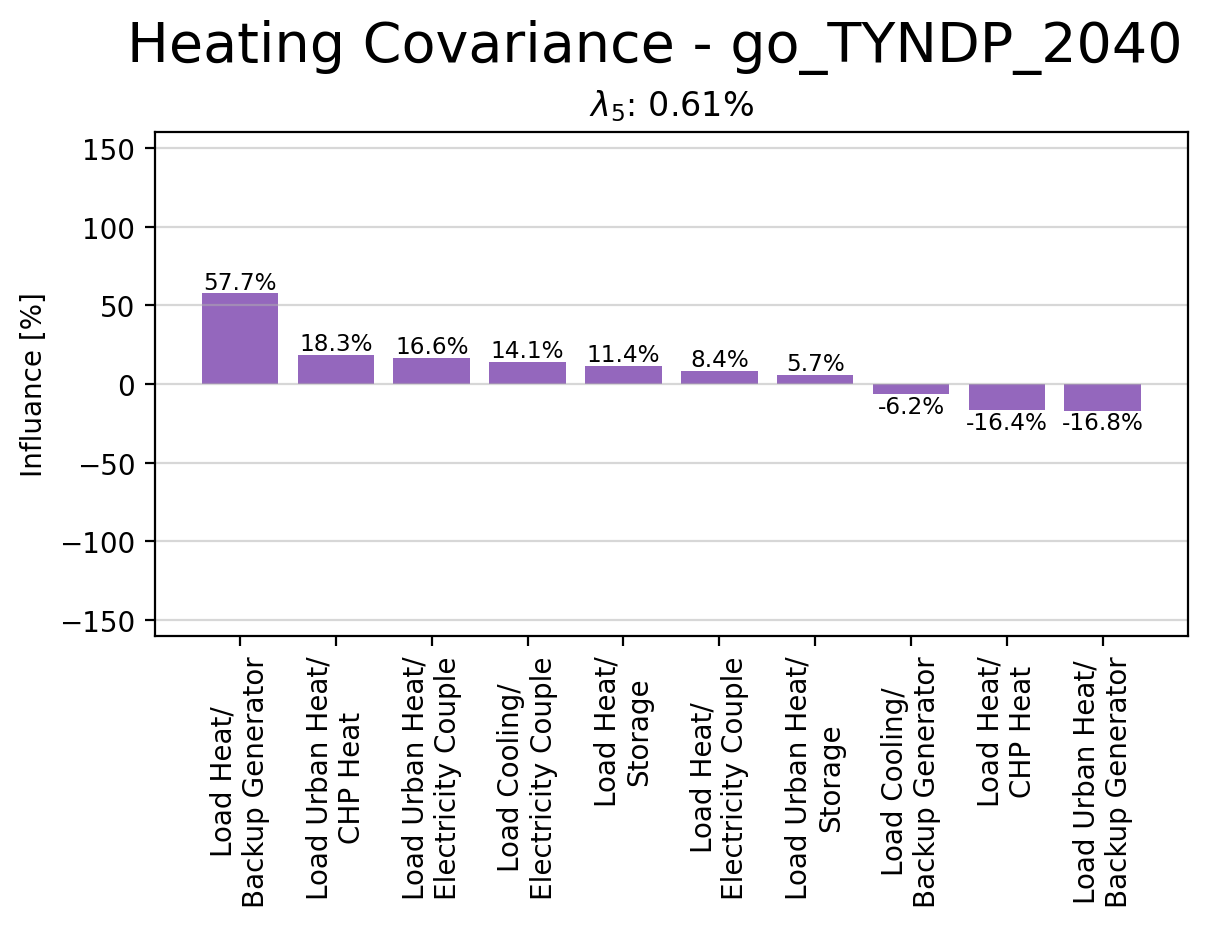 Heating Covariance - go_TYNDP_2040
λ5: 0.61%
Influance [%]
150
100
50
0
−50
−100
−150
57.7%
18.3%
16.6%
14.1%
11.4%
8.4%
5.7%
-6.2%
-16.4%
-16.8%
Load Heat/
Backup Generator
Load Urban Heat/
CHP Heat
Load Urban Heat/
Electricity Couple
Load Cooling/
Electricity Couple
Load Heat/
Storage
Load Heat/
Electricity Couple
Load Urban Heat/
Storage
Load Cooling/
Backup Generator
Load Heat/
CHP Heat
Load Urban Heat/
Backup Generator